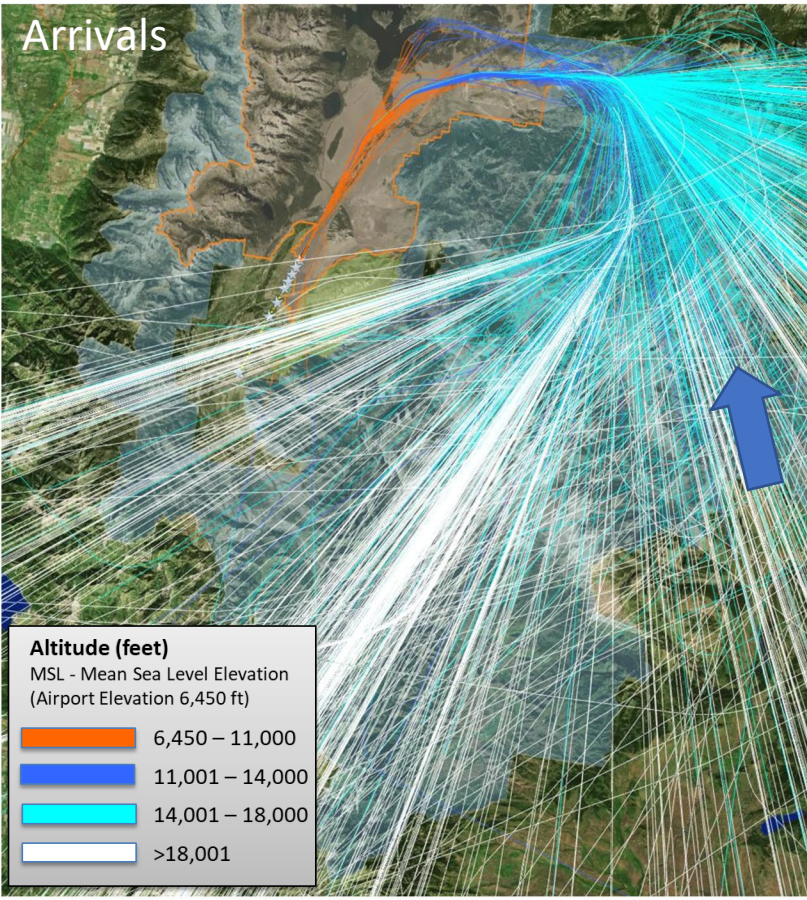 Arrivals
Altitude (feet)
MSL - Mean Sea Level Elevation
(Airport Elevation 6,450 ft)
6,450 – 11,000
11,001 – 14,000
14,001 – 18,000
>18,001